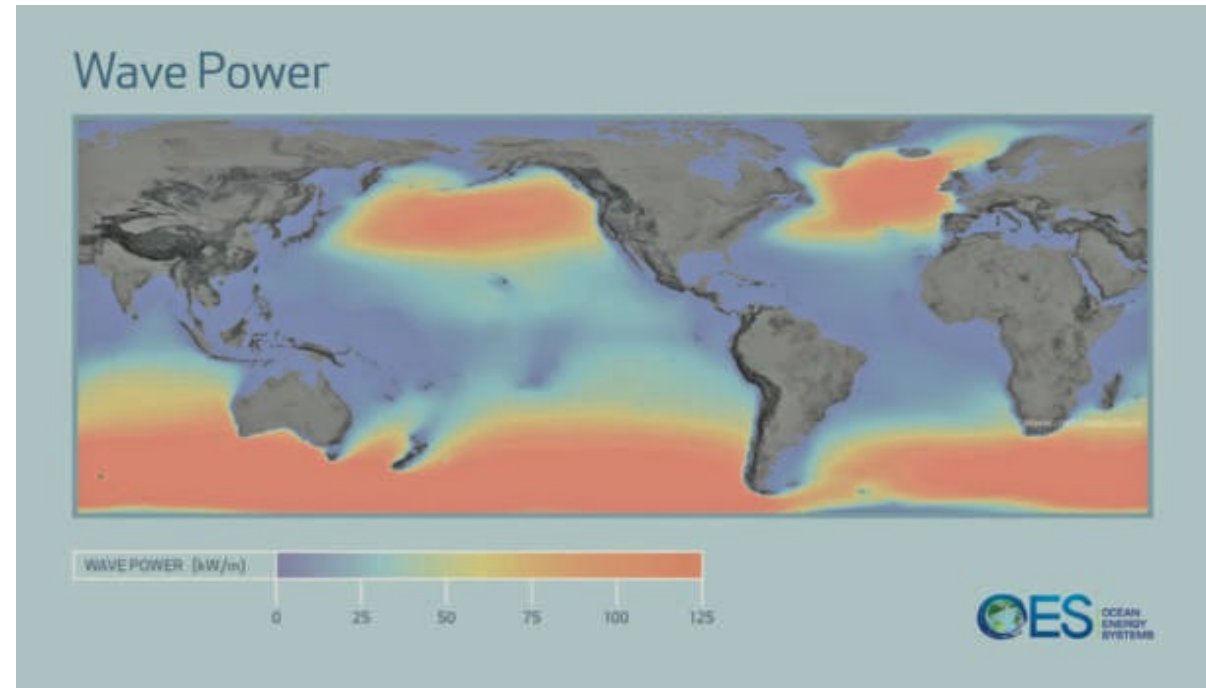 Wave Power
WAVE POWER (kW/m)
0 25 50 75 100 125
OES
OCEAN
ENERGY
SYSTEMS